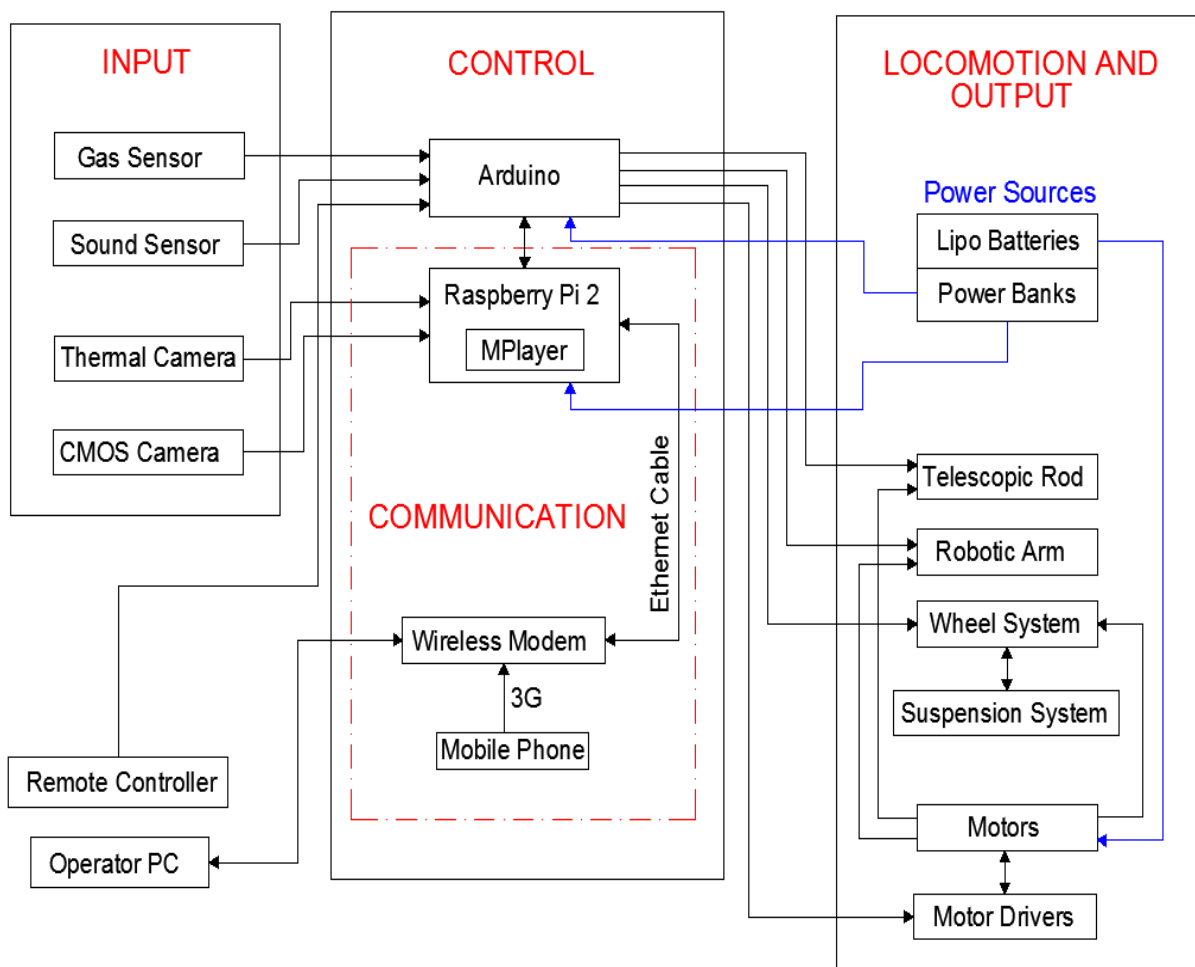 INPUT
Gas Sensor
Sound Sensor
Thermal Camera
CMOS Camera
Remote Controller
Operator PC
CONTROL
Arduino
Raspberry Pi 2
MPlayer
COMMUNICATION
Ethernet Cable
Wireless Modem
3G
Mobile Phone
LOCOMOTION AND
OUTPUT
Power Sources
Lipo Batteries
Power Banks
Telescopic Rod
Robotic Arm
Wheel System
Suspension System
Motors
Motor Drivers